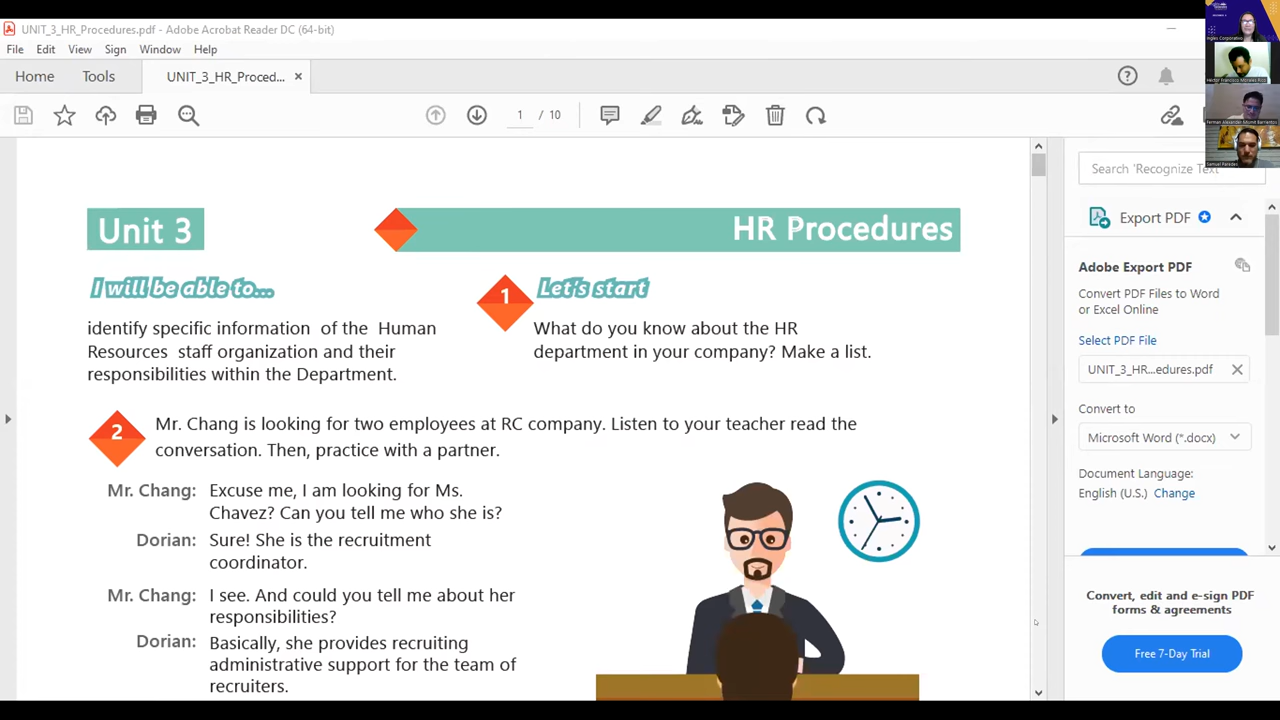 UNIT_3_HR_Procedures.pdf - Adobe Acrobat Reader DC (64-bit)
File Edit View Sign Window Help
Home Tools UNIT_3_HR_Proced... ×
1 / 10
Search 'Recognize Text'
Unit 3
HR Procedures
I will be able to...
identify specific information of the Human
Resources staff organization and their
responsibilities within the Department.
1 Let's start
What do you know about the HR
department in your company? Make a list.
2 Mr. Chang is looking for two employees at RC company. Listen to your teacher read the
conversation. Then, practice with a partner.
Mr. Chang: Excuse me, I am looking for Ms.
Chavez? Can you tell me who she is?
Dorian: Sure! She is the recruitment
coordinator.
Mr. Chang: I see. And could you tell me about her
responsibilities?
Dorian: Basically, she provides recruiting
administrative support for the team of
recruiters.
Export PDF
Adobe Export PDF
Convert PDF Files to Word
or Excel Online
Select PDF File
UNIT_3_HR...edures.pdf
Convert to
Microsoft Word (*.docx)
Document Language:
English (U.S.) Change
Convert, edit and e-sign PDF
forms & agreements
Free 7-Day Trial
Ingles Corporativo
Hector Francisco Morales
Samuel Paredes